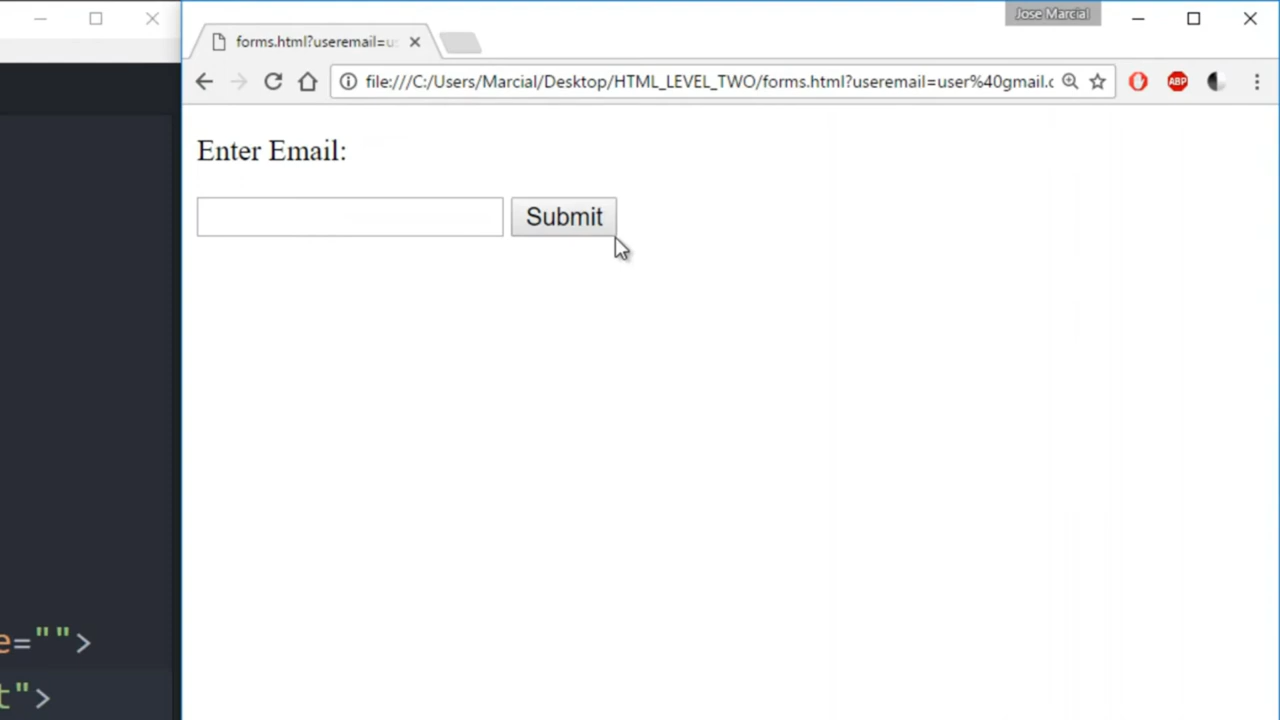 Jose Marcial
forms.html?useremail=u
file:///C:/Users/Marcial/Desktop/HTML_LEVEL_TWO/forms.html?useremail=user%40gmail.c
ABP
Enter Email:
Submit
e="">
t">